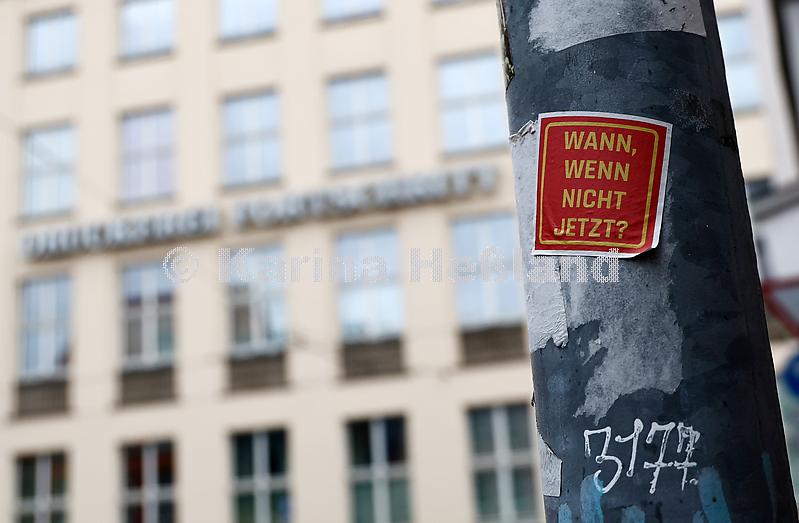 WANN,
WENN
NICHT
JETZT?
© Karina Heßland
3177